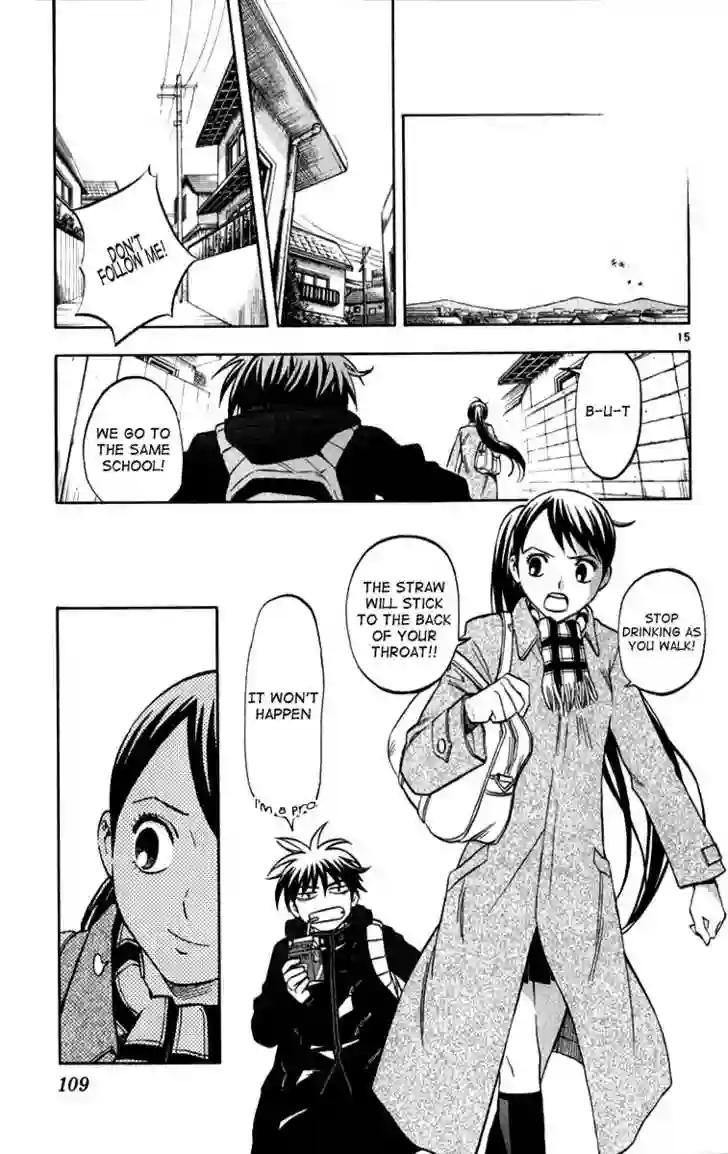 DON'T
FOLLOW ME!
15
B-U-T
WE GO TO
THE SAME
SCHOOL!
STOP
DRINKING AS
YOU WALK!
THE STRAW
WILL STICK
TO THE BACK
OF YOUR
THROAT!!
IT WON'T
HAPPEN
I'm a pro
109